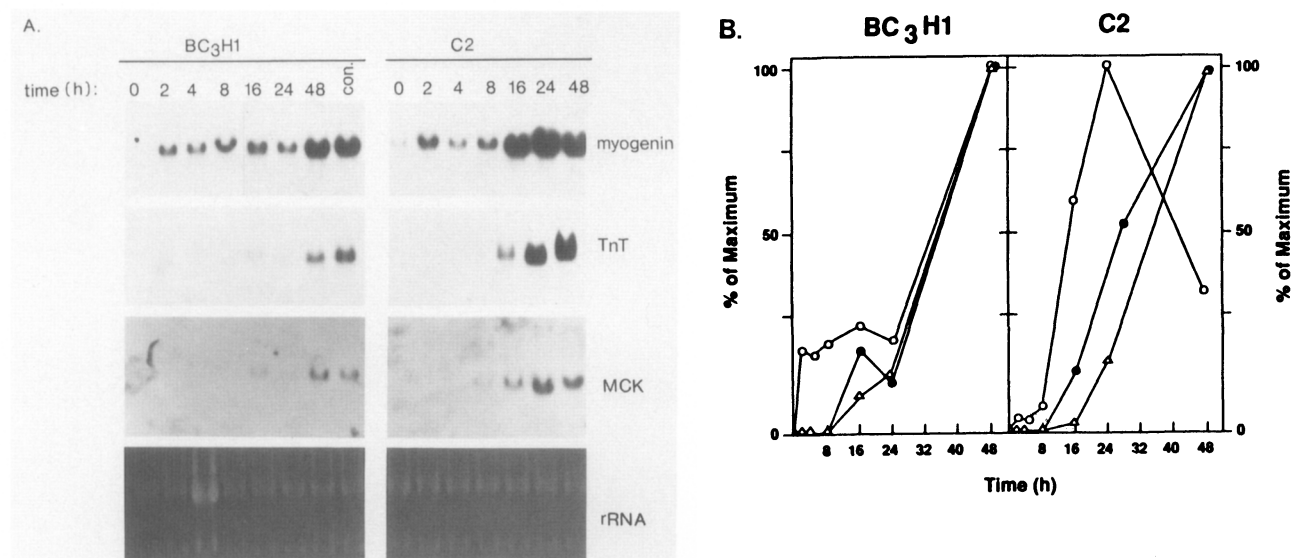 A.
BC3H1 C2
time (h): 0 2 4 8 16 24 48 con. 0 2 4 8 16 24 48
myogenin
TnT
MCK
rRNA
B. BC3H1 C2
100 100
50 50
0 0
% of Maximum
% of Maximum
8 16 24 32 40 48 8 16 24 32 40 48
Time (h)